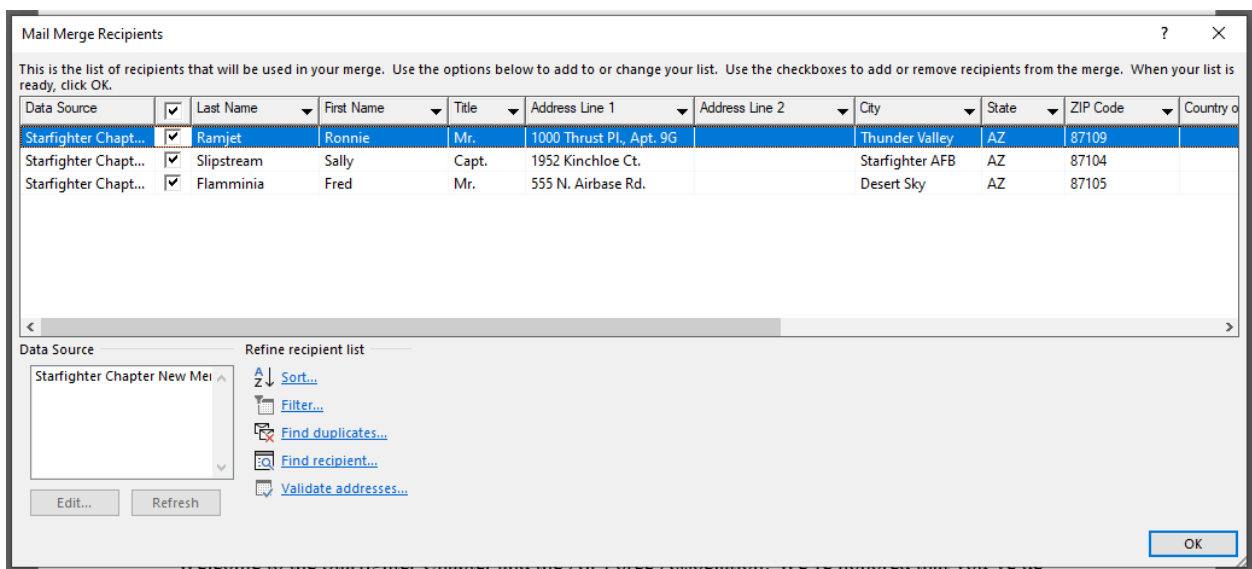 Mail Merge Recipients
?
This is the list of recipients that will be used in your merge. Use the options below to add to or change your list. Use the checkboxes to add or remove recipients from the merge. When your list is
ready, click OK.
Data Source Last Name First Name Title Address Line 1 Address Line 2 City State ZIP Code Country o
Starfighter Chapt... Ramjet Ronnie Mr. 1000 Thrust Pl., Apt. 9G Thunder Valley AZ 87109
Starfighter Chapt... Slipstream Sally Capt. 1952 Kinchloe Ct. Starfighter AFB AZ 87104
Starfighter Chapt... Flamminia Fred Mr. 555 N. Airbase Rd. Desert Sky AZ 87105
Data Source Refine recipient list
Starfighter Chapter New Mer
Sort...
Filter...
Find duplicates...
Find recipient...
Validate addresses...
Edit... Refresh
OK